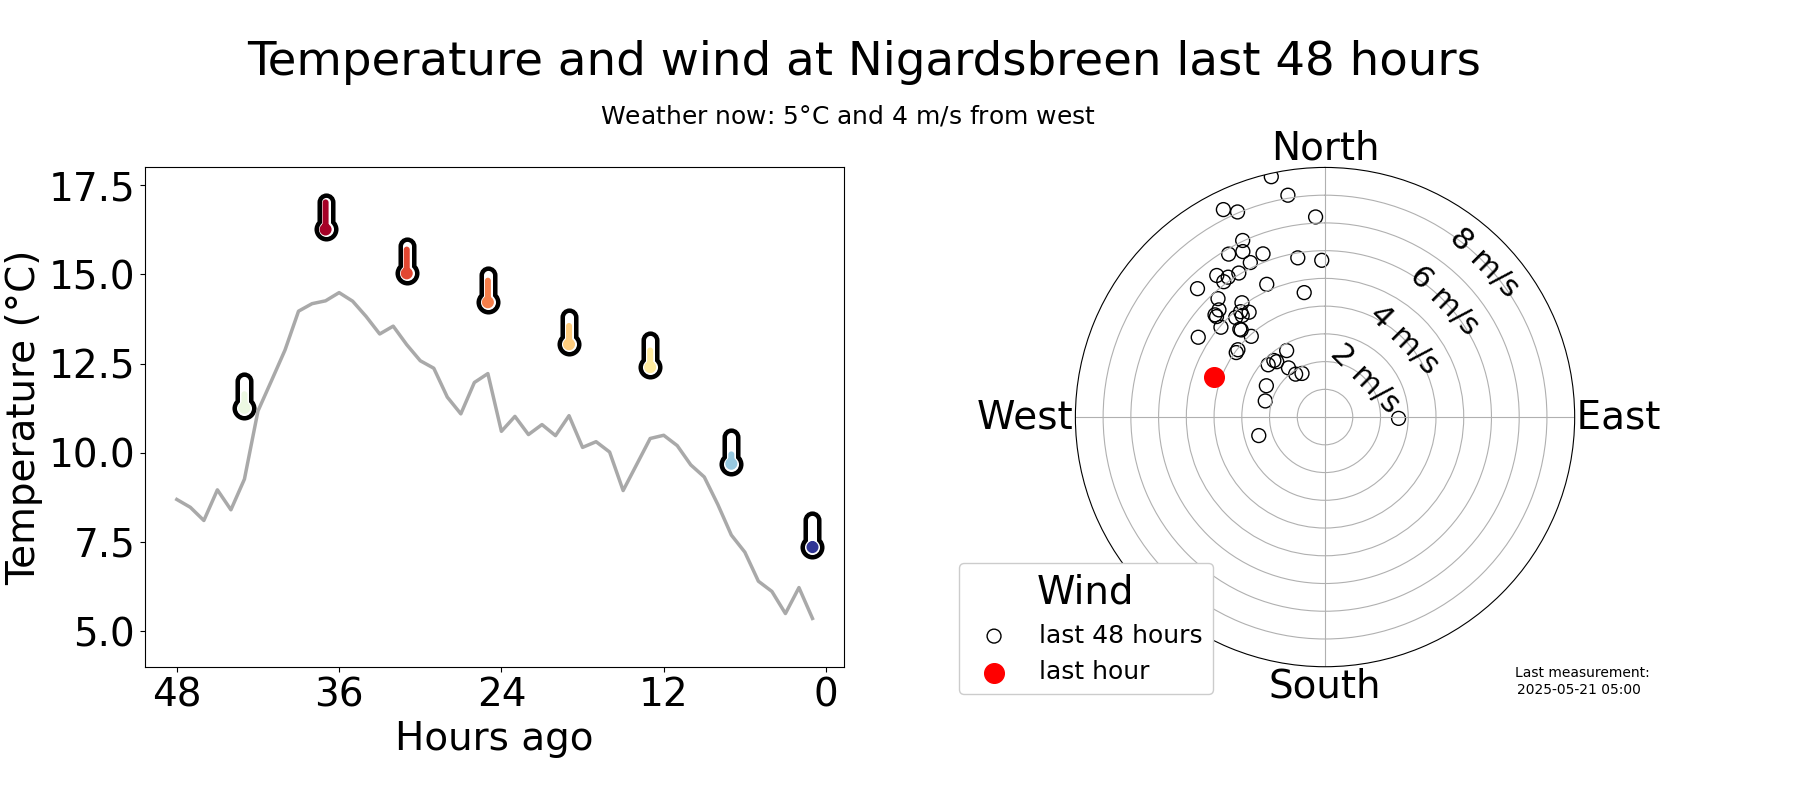 Temperature and wind at Nigardsbreen last 48 hours
Weather now: 5°C and 4 m/s from west
Temperature (°C)
17.5
15.0
12.5
10.0
7.5
5.0
48 36 24 12 0
Hours ago
North
West
East
South
8 m/s
6 m/s
4 m/s
2 m/s
Wind
last 48 hours
last hour
Last measurement:
2025-05-21 05:00